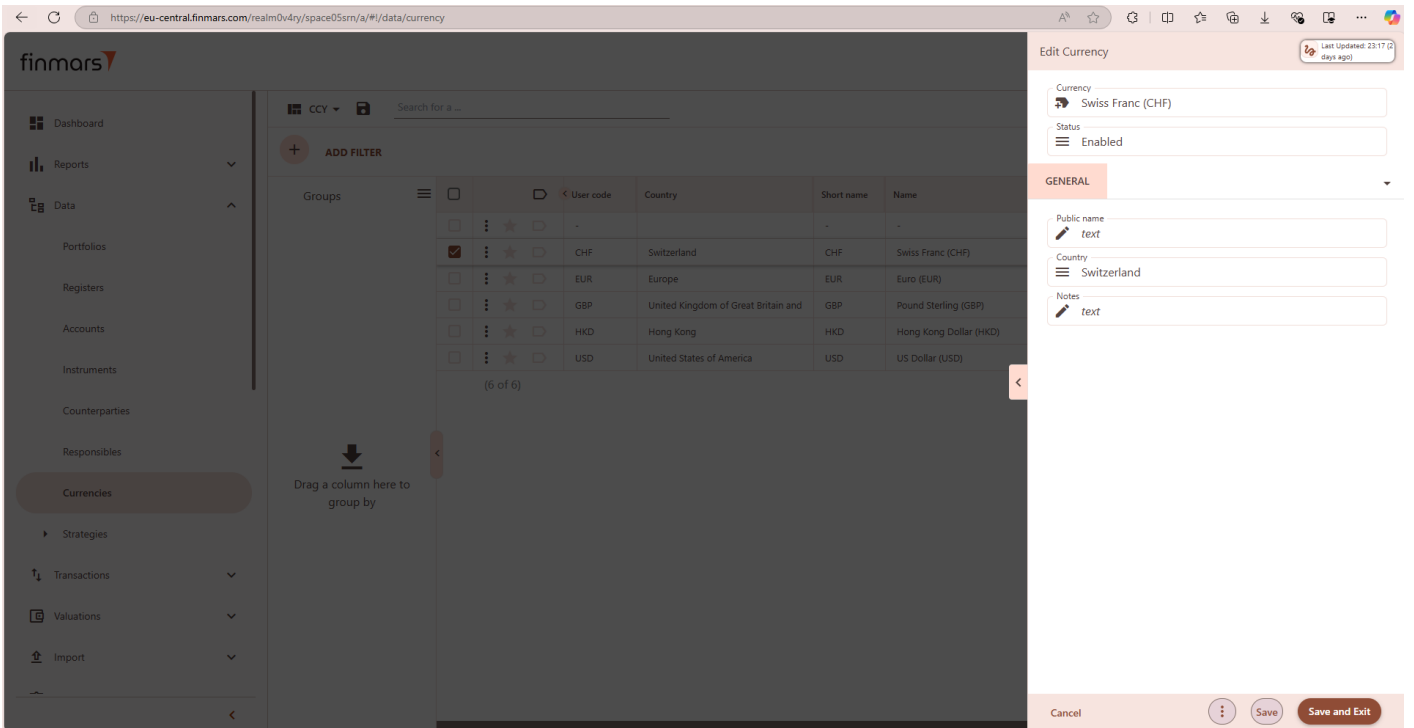 https://eu-central.finmars.com/realm0v4ry/space05srn/a/#!/data/currency
finmars
Dashboard
Reports
Data
Portfolios
Registers
Accounts
Instruments
Counterparties
Responsibles
Currencies
Strategies
Transactions
Valuations
Import
CCY
Search for a ...
ADD FILTER
Groups
Drag a column here to
group by
User code Country Short name Name
- - -
CHF Switzerland CHF Swiss Franc (CHF)
EUR Europe EUR Euro (EUR)
GBP United Kingdom of Great Britain and GBP Pound Sterling (GBP)
HKD Hong Kong HKD Hong Kong Dollar (HKD)
USD United States of America USD US Dollar (USD)
(6 of 6)
Edit Currency
Last Updated: 23:17 (2
days ago)
Currency
Swiss Franc (CHF)
Status
Enabled
GENERAL
Public name
text
Country
Switzerland
Notes
text
Cancel
Save
Save and Exit